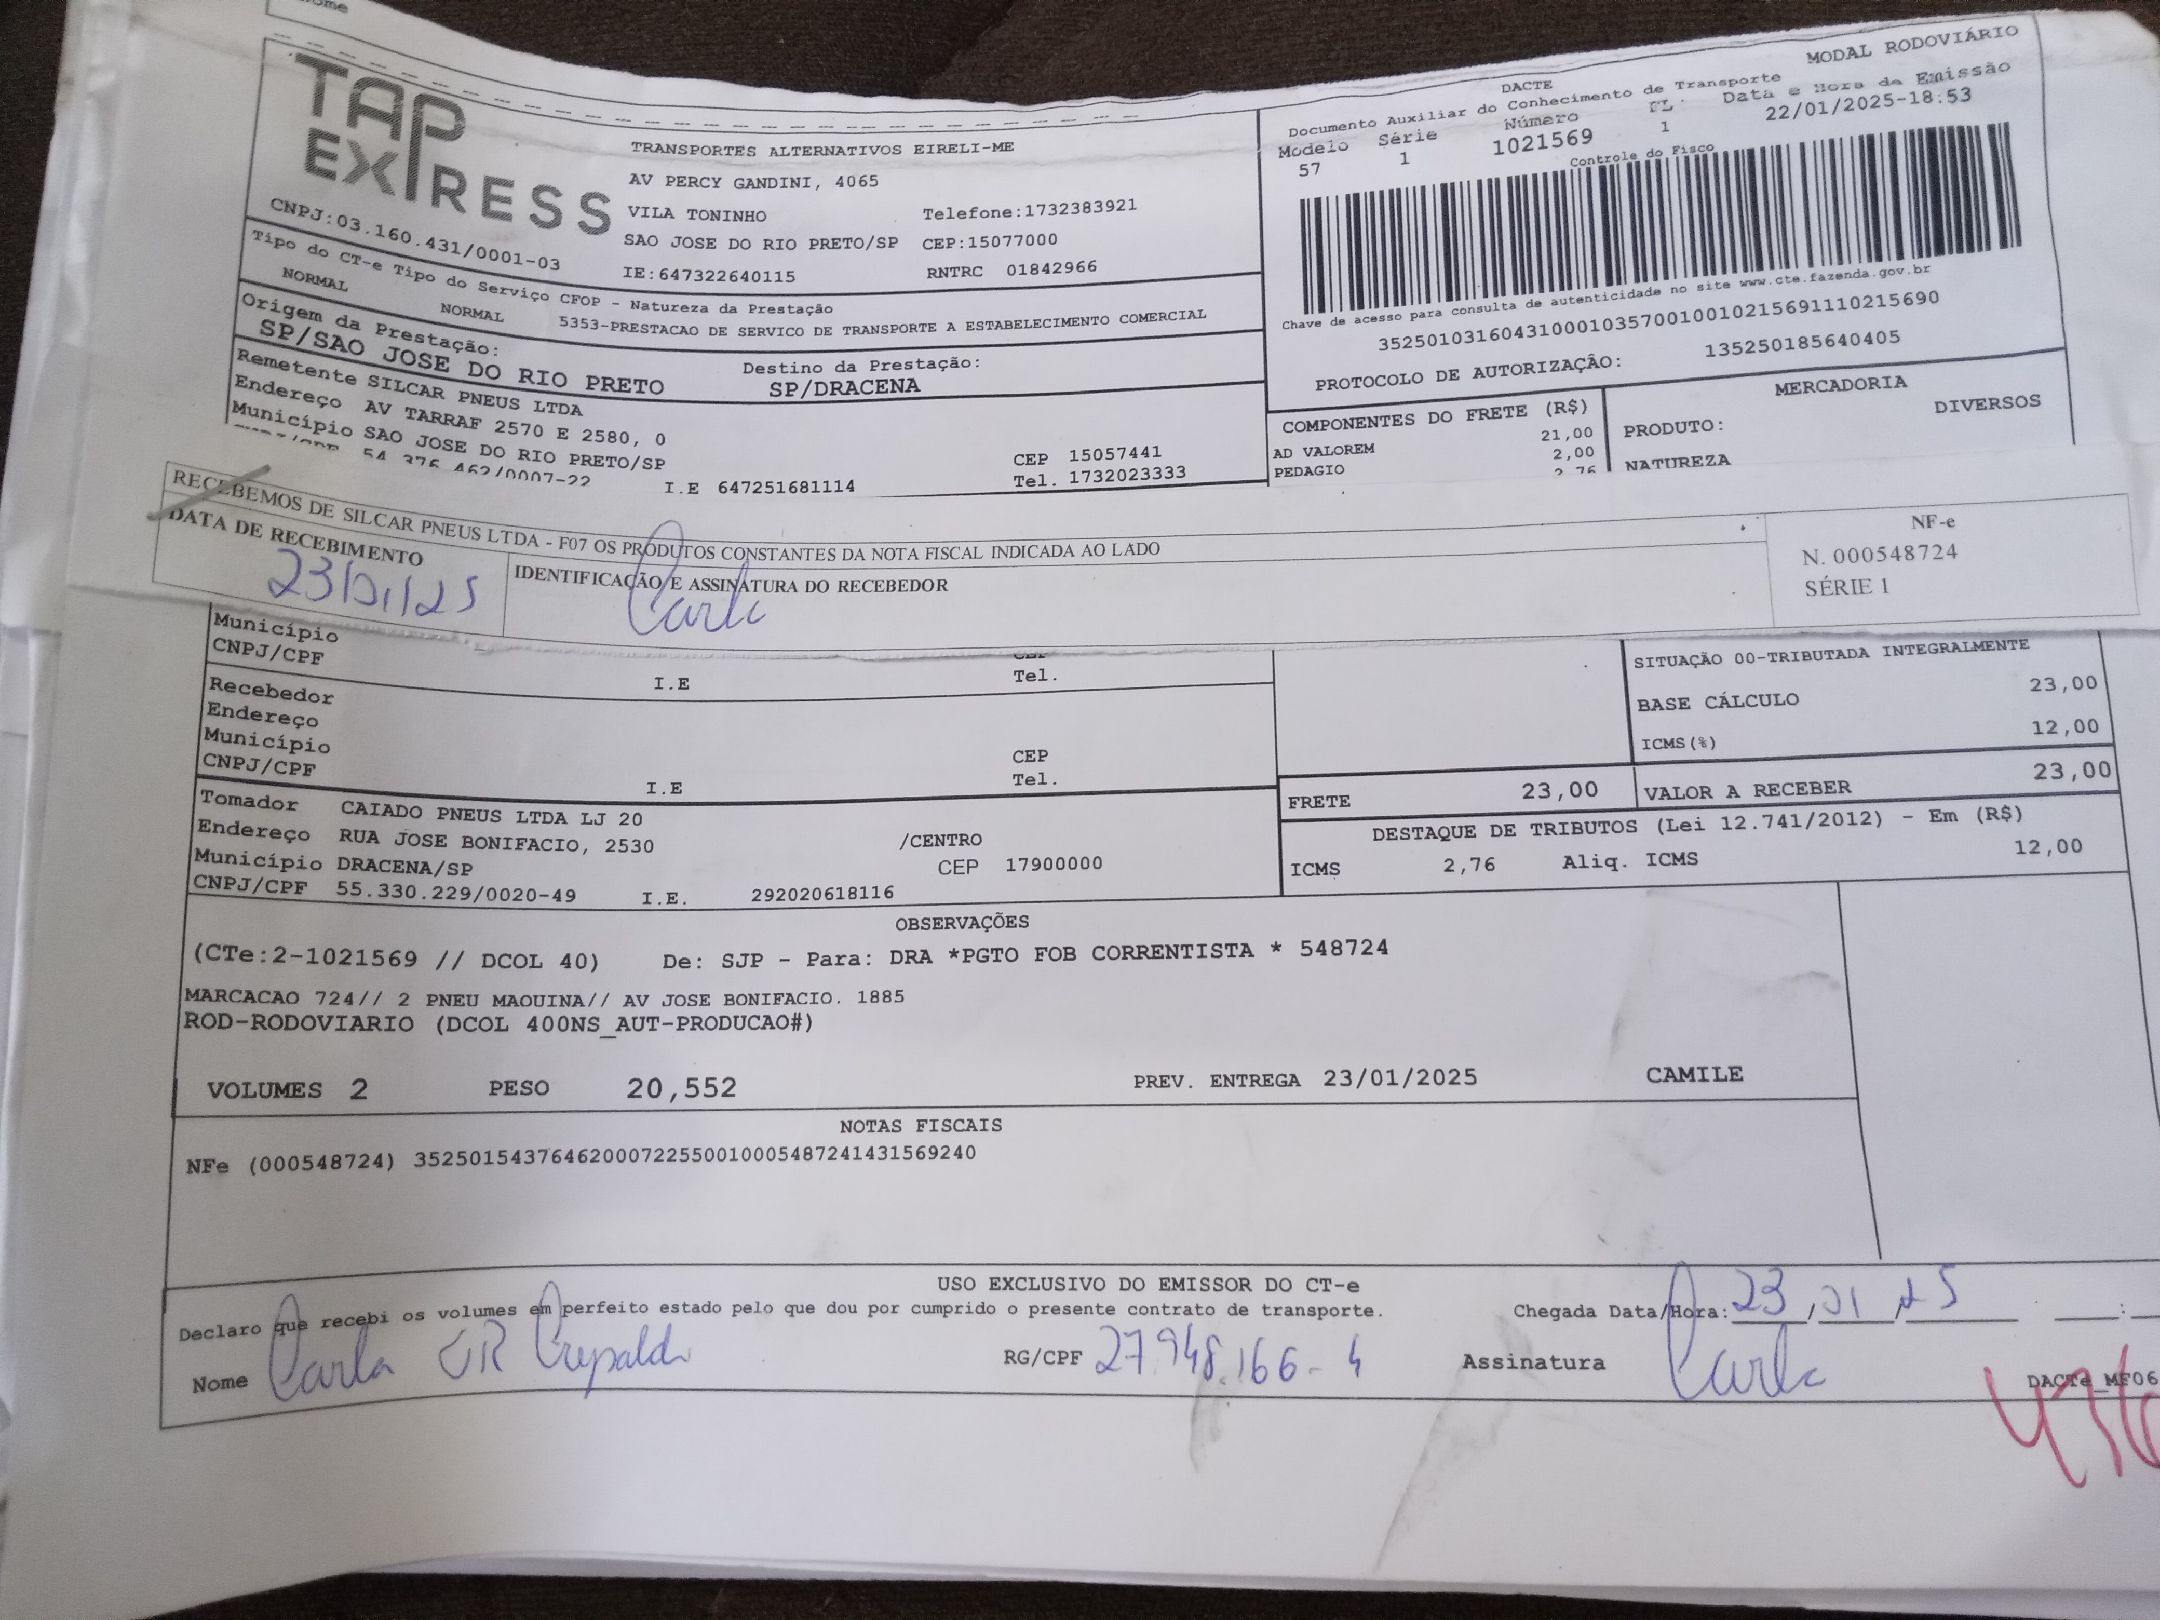 TAP
EXPRESS
CNPJ:03.160.431/0001-03
TRANSPORTES ALTERNATIVOS EIRELI-ME
AV PERCY GANDINI, 4065
VILA TONINHO Telefone:1732383921
SAO JOSE DO RIO PRETO/SP CEP:15077000
IE:647322640115 RNTRC 01842966
MODAL RODOVIÁRIO
DACTE
Documento Auxiliar do Conhecimento de Transporte
Modelo Série Número FL. Data e Hora da Emissão
57 1 1021569 1 22/01/2025-18:53
Controle do Fisco
Chave de acesso para consulta de autenticidade no site www.cte.fazenda.gov.br
35250103160431000103570010010215691110215690
PROTOCOLO DE AUTORIZAÇÃO: 135250185640405
Tipo do CT-e Tipo do Serviço CFOP - Natureza da Prestação
NORMAL NORMAL 5353-PRESTACAO DE SERVICO DE TRANSPORTE A ESTABELECIMENTO COMERCIAL
Origem da Prestação: Destino da Prestação:
SP/SAO JOSE DO RIO PRETO SP/DRACENA
Remetente SILCAR PNEUS LTDA
Endereço AV TARRAF 2570 E 2580, 0
Município SAO JOSE DO RIO PRETO/SP CEP 15057441
54.376.462/0007-22 I.E 647251681114 Tel. 1732023333
COMPONENTES DO FRETE (R$)
AD VALOREM 21,00
PEDAGIO 2,00
2,76
MERCADORIA
PRODUTO: DIVERSOS
NATUREZA
RECEBEMOS DE SILCAR PNEUS LTDA - F07 OS PRODUTOS CONSTANTES DA NOTA FISCAL INDICADA AO LADO
DATA DE RECEBIMENTO IDENTIFICAÇÃO E ASSINATURA DO RECEBEDOR
23/01/25 Carla
NF-e
N. 000548724
SÉRIE 1
Município
CNPJ/CPF I.E Tel.
Recebedor
Endereço
Município CEP
CNPJ/CPF I.E Tel.
SITUAÇÃO 00-TRIBUTADA INTEGRALMENTE
BASE CÁLCULO 23,00
ICMS(%) 12,00
FRETE 23,00 VALOR A RECEBER 23,00
Tomador CAIADO PNEUS LTDA LJ 20
Endereço RUA JOSE BONIFACIO, 2530 /CENTRO
Município DRACENA/SP CEP 17900000
CNPJ/CPF 55.330.229/0020-49 I.E. 292020618116
DESTAQUE DE TRIBUTOS (Lei 12.741/2012) - Em (R$)
ICMS 2,76 Aliq. ICMS 12,00
OBSERVAÇÕES
(CTe:2-1021569 // DCOL 40) De: SJP - Para: DRA *PGTO FOB CORRENTISTA * 548724
MARCACAO 724// 2 PNEU MAQUINA// AV JOSE BONIFACIO. 1885
ROD-RODOVIARIO (DCOL 400NS_AUT-PRODUCAO#)
VOLUMES 2 PESO 20,552 PREV. ENTREGA 23/01/2025 CAMILE
NOTAS FISCAIS
NFe (000548724) 35250154376462000722550010005487241431569240
USO EXCLUSIVO DO EMISSOR DO CT-e
Declaro que recebi os volumes em perfeito estado pelo que dou por cumprido o presente contrato de transporte. Chegada Data/Hora: 23/01/25 :
Nome Carla CR Crepaldi RG/CPF 27.948.166-4 Assinatura Carla
DACTe_MF06